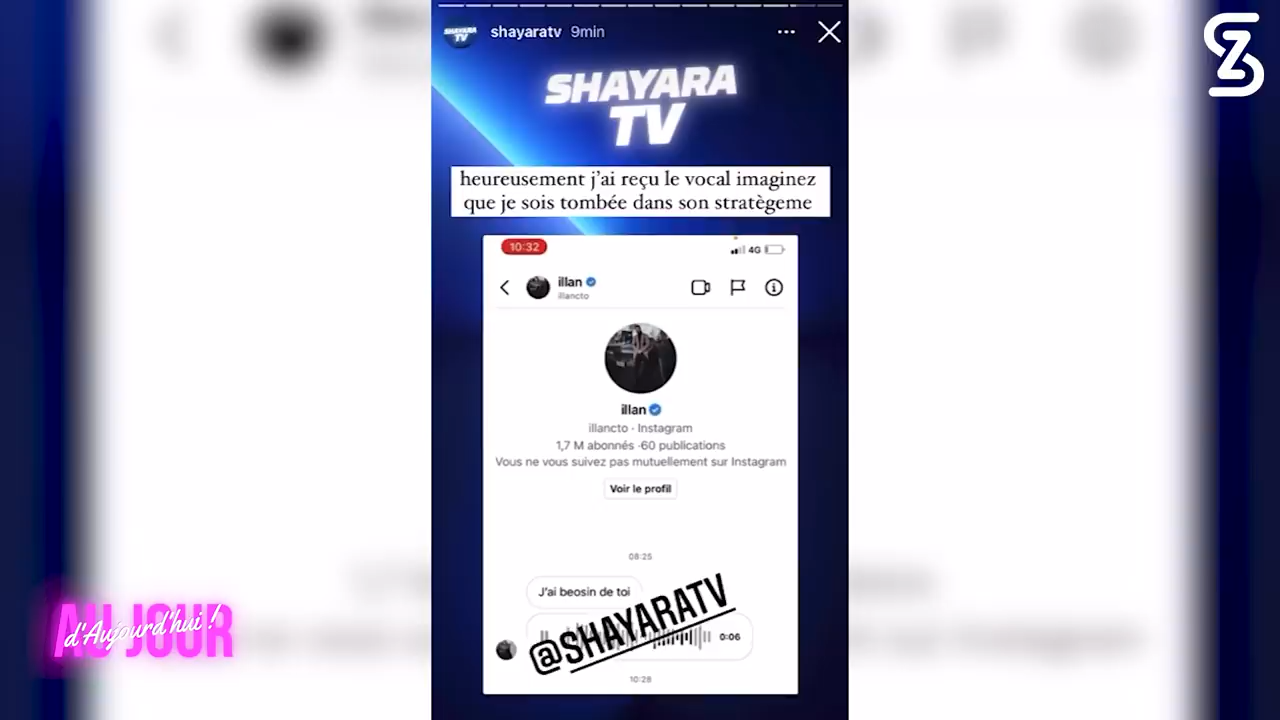 shayaratv 9min
SHAYARA
TV
SHAYARA
TV
heureusement j'ai reçu le vocal imaginez
que je sois tombée dans son stratègeme
10:32
4G
illan
illancto
illan
illancto · Instagram
1,7 M abonnés ·60 publications
Vous ne vous suivez pas mutuellement sur Instagram
Voir le profil
08:25
J'ai beosin de toi
@SHAYARATV
0:06
10:28
AU JOUR
d'Aujourd'hui !